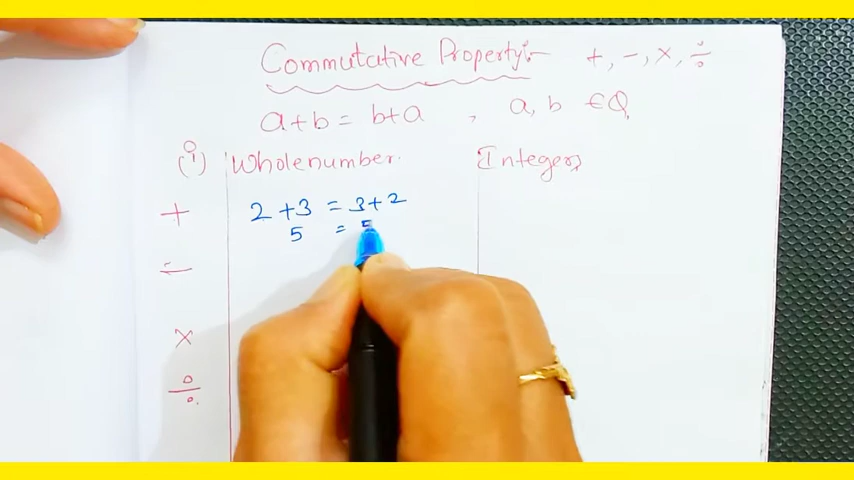 Commutative Property:- +, -, ×, ÷
a+b = b+a , a, b ∈ Q
(i) Wholenumber. Integers
+ 2 +3 = 3+2
5 = 5
-
×
÷